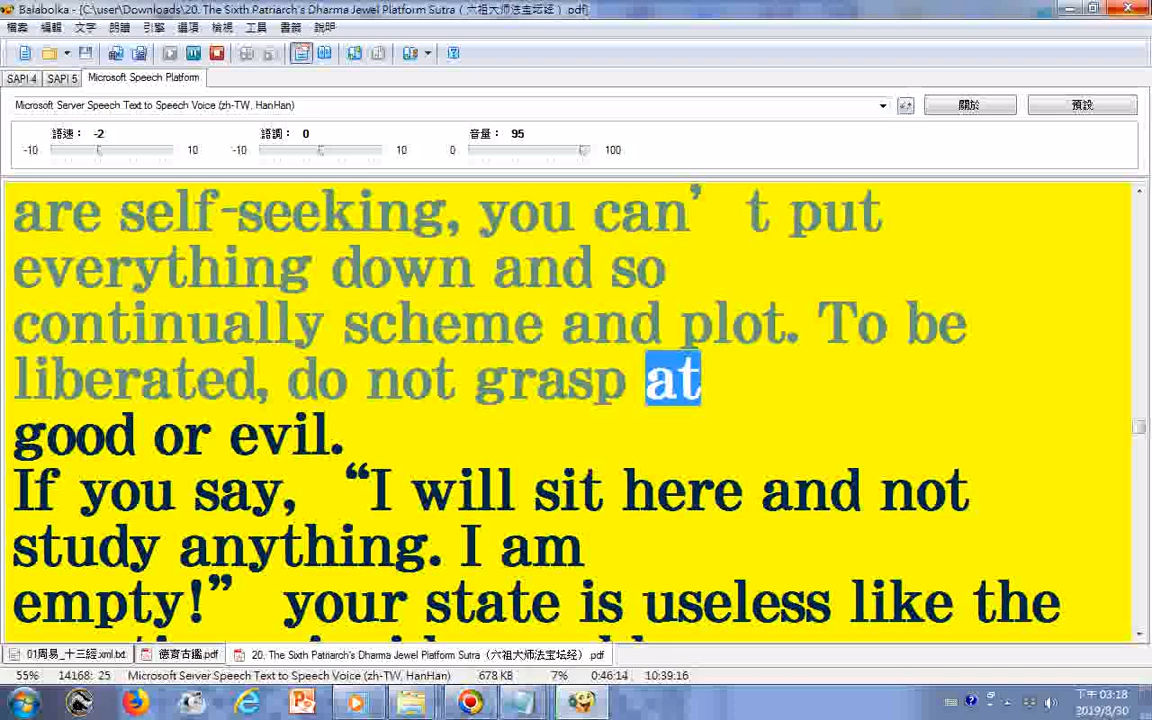 Balabolka - [C:\user\Downloads\20. The Sixth Patriarch's Dharma Jewel Platform Sutra（六祖大师法宝坛经）.pdf]
檔案 編輯 文字 朗讀 引擎 選項 檢視 工具 書籤 說明
SAPI 4 SAPI 5 Microsoft Speech Platform
Microsoft Server Speech Text to Speech Voice (zh-TW, HanHan) 關於 預設
語速： -2 語調： 0 音量： 95
-10 10 -10 10 0 100
are self-seeking, you can’t put
everything down and so
continually scheme and plot. To be
liberated, do not grasp at
good or evil.
If you say, “I will sit here and not
study anything. I am
empty!” your state is useless like the
01周易_十三經.xml.txt 德育古鑑.pdf 20. The Sixth Patriarch's Dharma Jewel Platform Sutra（六祖大师法宝坛经）.pdf
55% 14168: 25 Microsoft Server Speech Text to Speech Voice (zh-TW, HanHan) 678 KB 7% 0:46:14 10:39:16
下午 03:18
2019/8/30